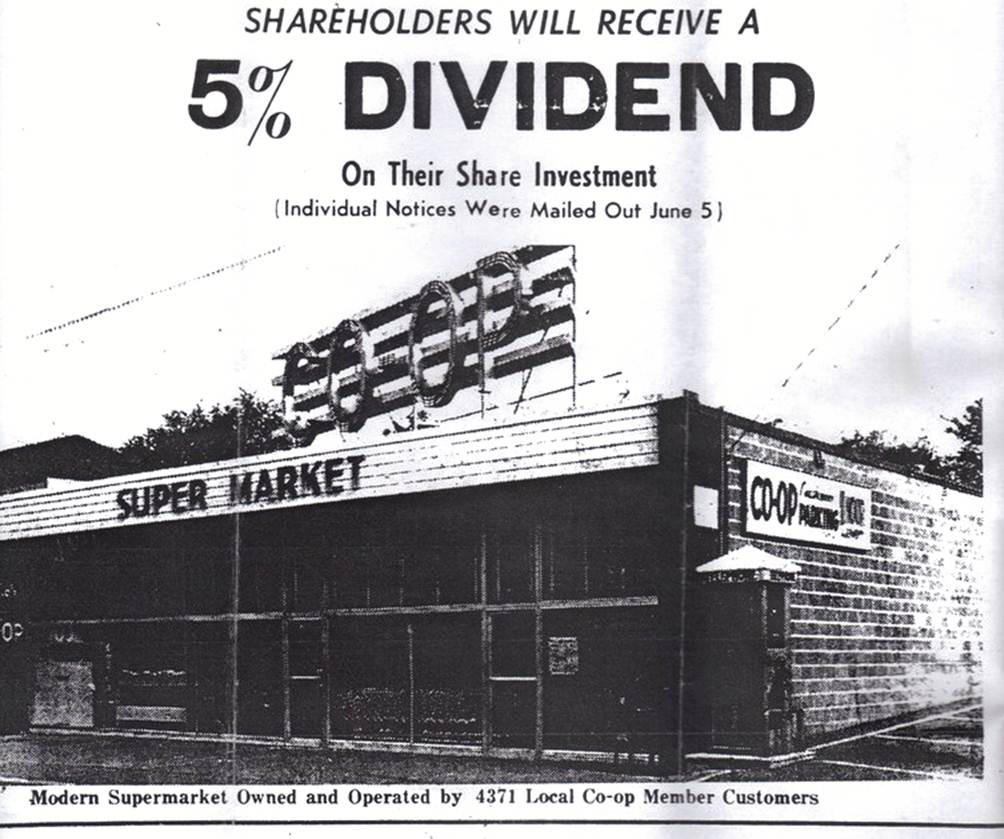 SHAREHOLDERS WILL RECEIVE A
5% DIVIDEND
On Their Share Investment
(Individual Notices Were Mailed Out June 5)
CO-OP
SUPER MARKET
CO-OP
PARKING
OP
Modern Supermarket Owned and Operated by 4371 Local Co-op Member Customers